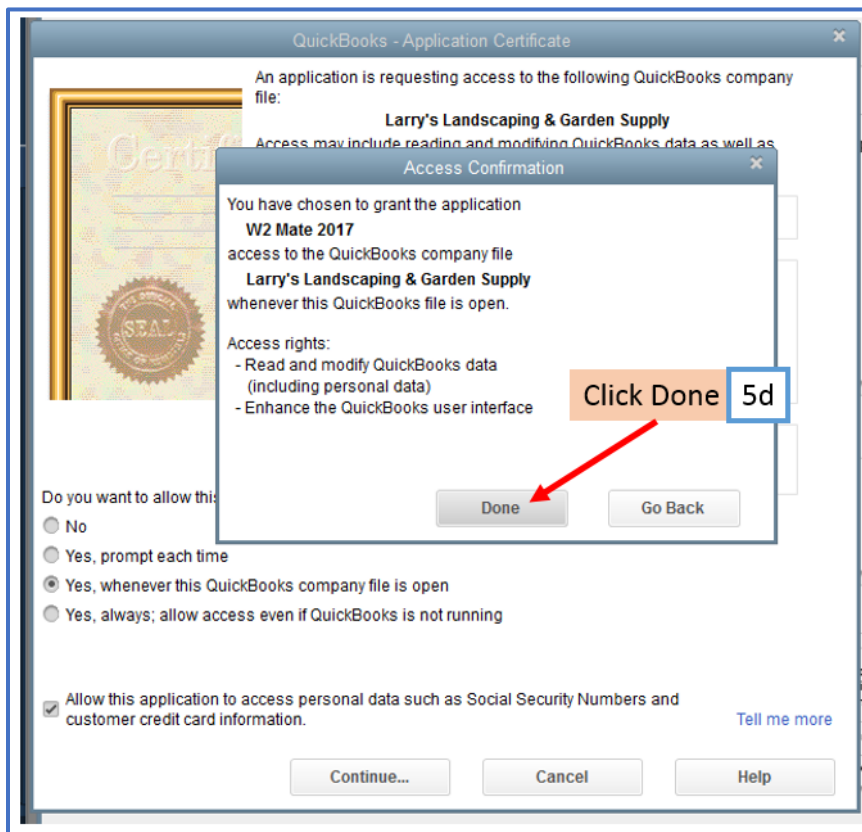 QuickBooks - Application Certificate
An application is requesting access to the following QuickBooks company
file:
Larry's Landscaping & Garden Supply
Access may include reading and modifying QuickBooks data as well as
Certif
THE OFFICIAL
SEAL
Access Confirmation
You have chosen to grant the application
W2 Mate 2017
access to the QuickBooks company file
Larry's Landscaping & Garden Supply
whenever this QuickBooks file is open.
Access rights:
- Read and modify QuickBooks data
(including personal data)
- Enhance the QuickBooks user interface
Click Done 5d
Done Go Back
Do you want to allow this
No
Yes, prompt each time
Yes, whenever this QuickBooks company file is open
Yes, always; allow access even if QuickBooks is not running
Allow this application to access personal data such as Social Security Numbers and
customer credit card information.
Tell me more
Continue... Cancel Help